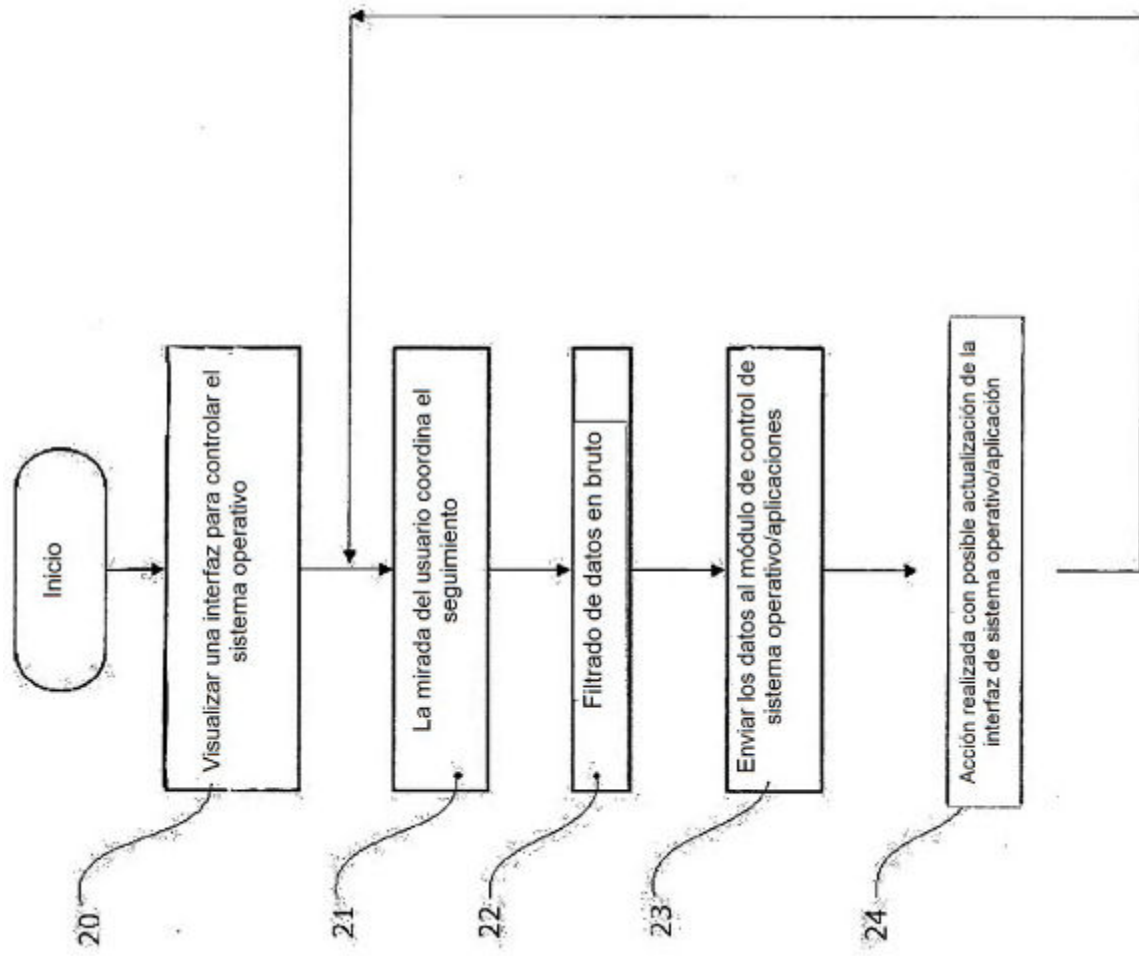 Inicio
20
Visualizar una interfaz para controlar el
sistema operativo
21
La mirada del usuario coordina el
seguimiento
22
Filtrado de datos en bruto
23
Enviar los datos al módulo de control de
sistema operativo/aplicaciones
24
Acción realizada con posible actualización de la
interfaz de sistema operativo/aplicación